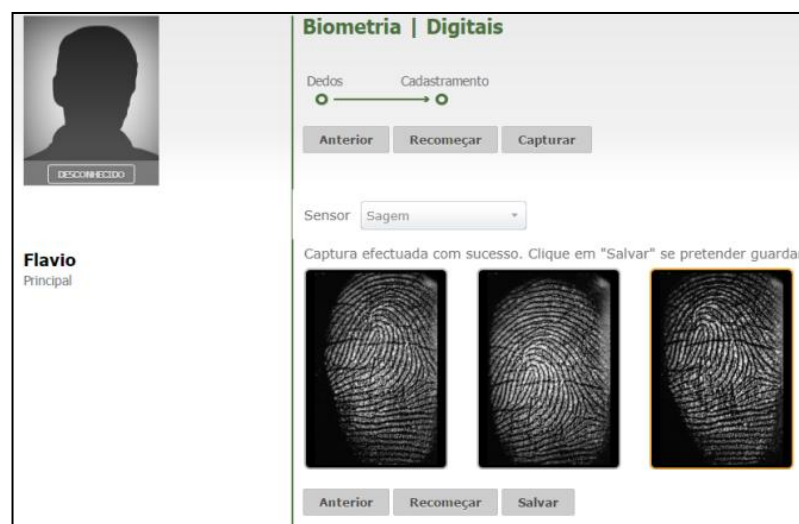 Biometria | Digitais
Dedos Cadastramento
Anterior Recomeçar Capturar
DESCONHECIDO
Sensor Sagem
Flavio
Principal
Captura efectuada com sucesso. Clique em "Salvar" se pretender guardar
Anterior Recomeçar Salvar